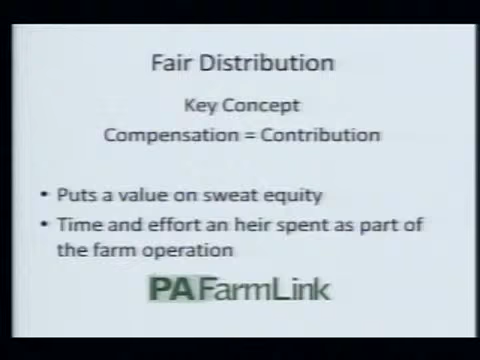 Fair Distribution
Key Concept
Compensation = Contribution
• Puts a value on sweat equity
• Time and effort an heir spent as part of
the farm operation
PAFarmLink